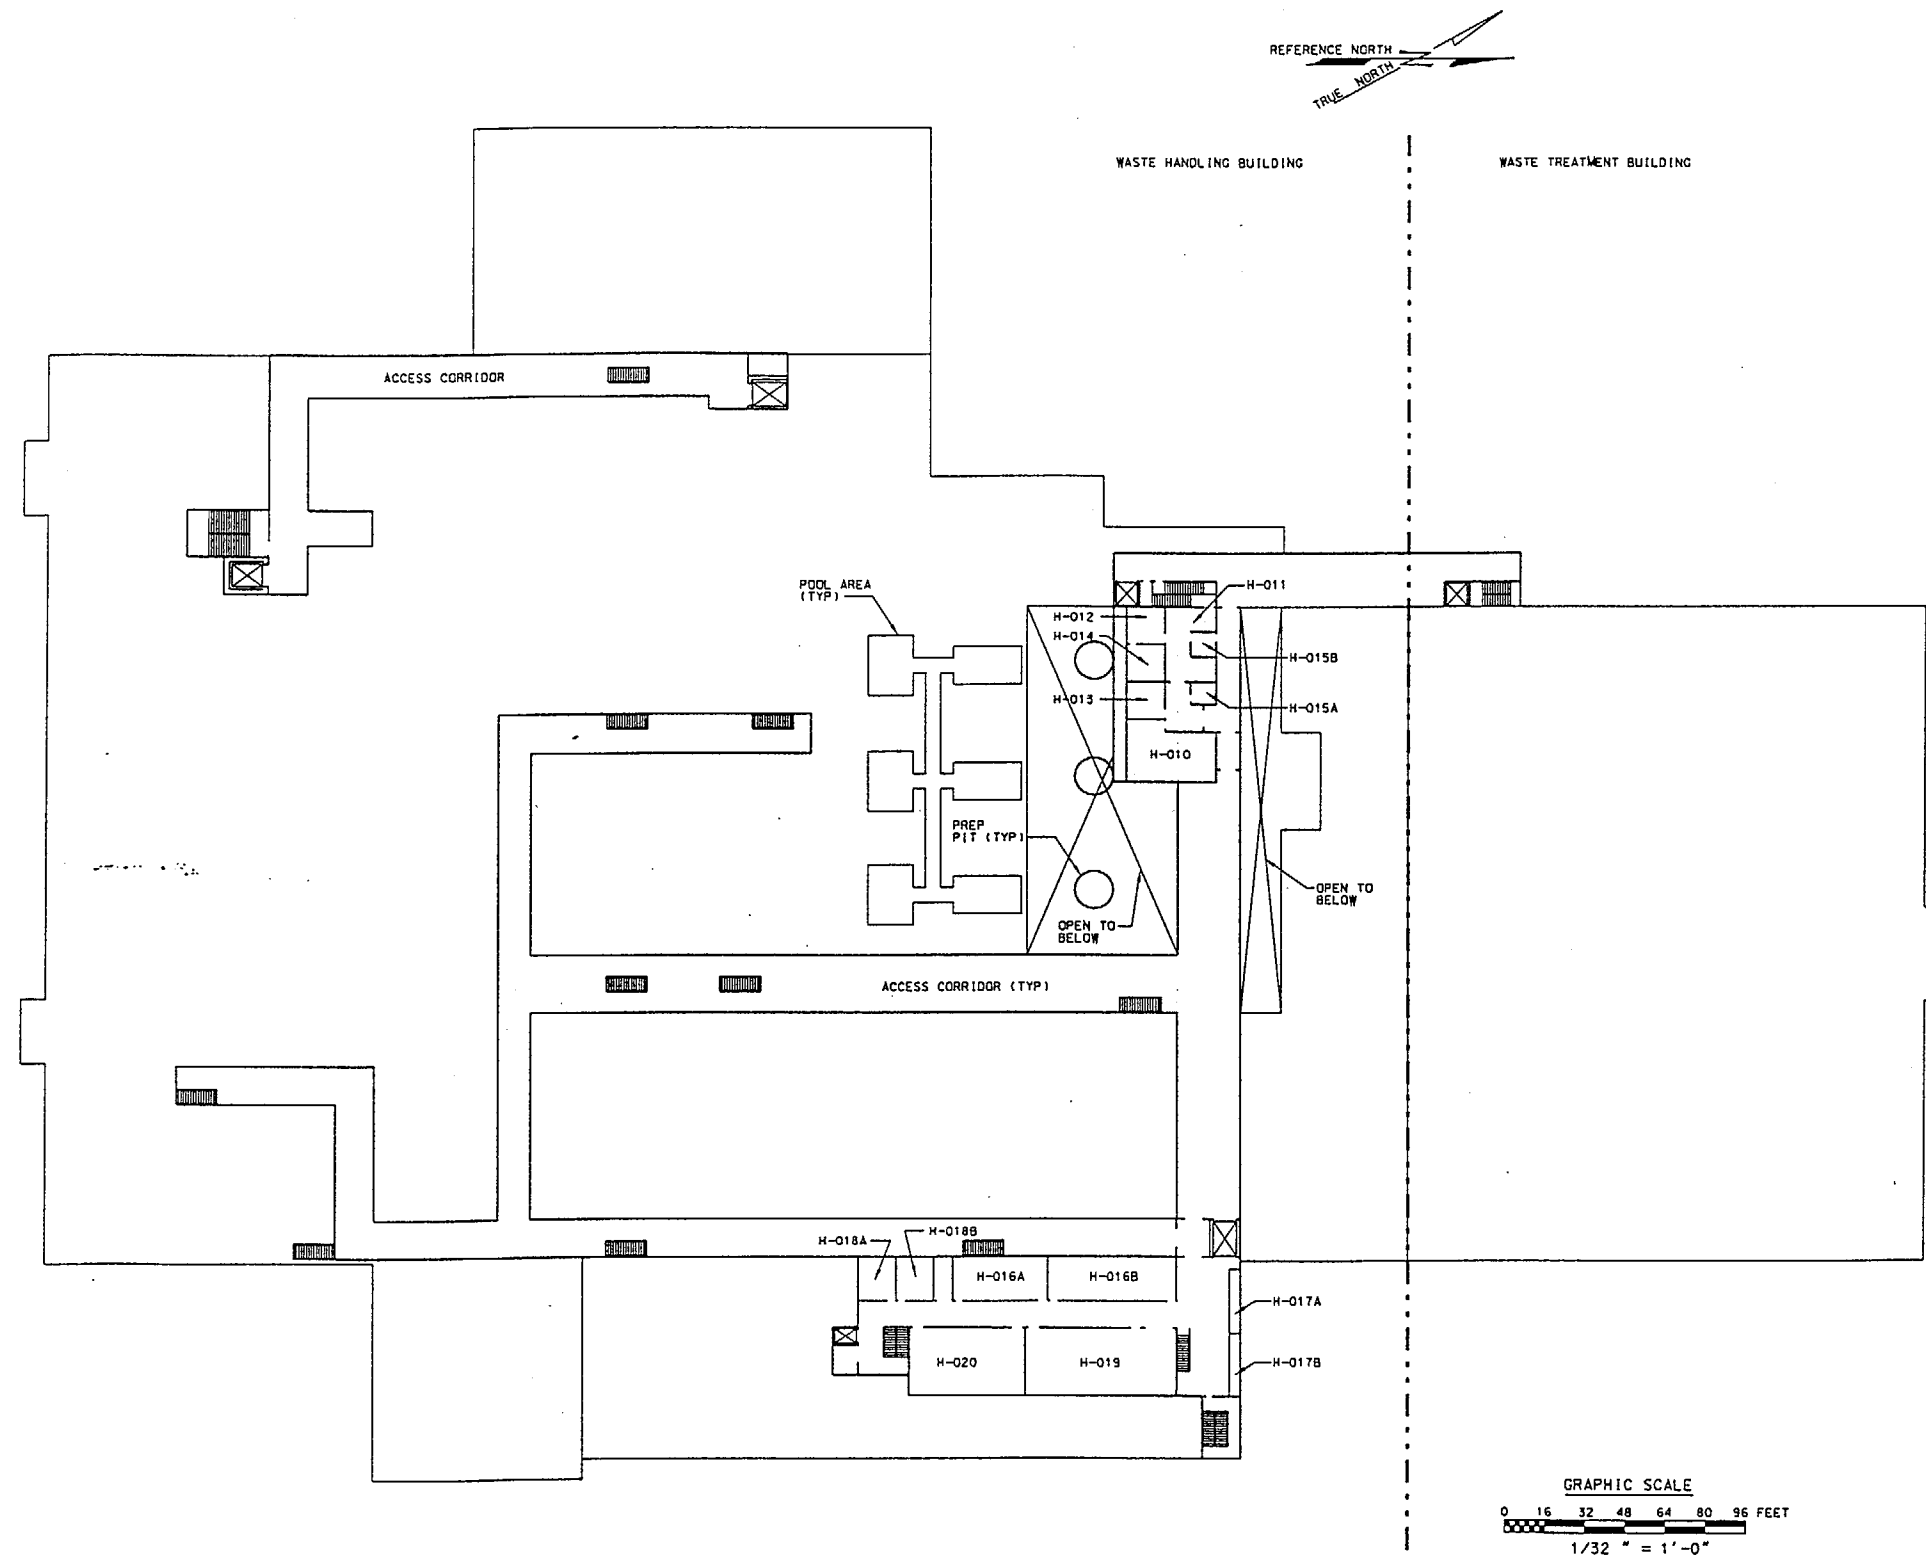 REFERENCE NORTH
TRUE NORTH
WASTE HANDLING BUILDING
WASTE TREATMENT BUILDING
ACCESS CORRIDOR
POOL AREA
(TYP)
H-011
H-012
H-014
H-015B
H-013
H-015A
H-010
PREP
PIT (TYP)
OPEN TO
BELOW
OPEN TO
BELOW
ACCESS CORRIDOR (TYP)
H-018A
H-018B
H-016A
H-016B
H-017A
H-020
H-019
H-017B
GRAPHIC SCALE
0 16 32 48 64 80 96 FEET
1/32 " = 1'-0"